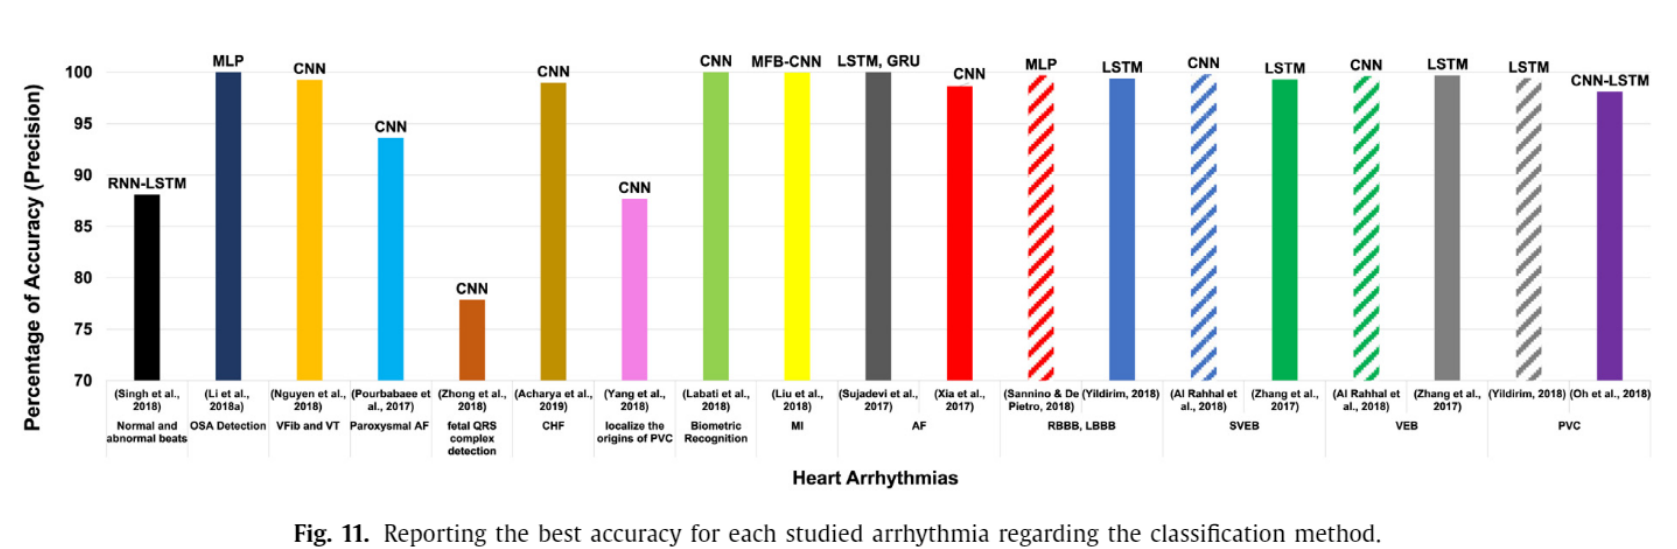 Percentage of Accuracy (Precision)
100
95
90
85
80
75
70
RNN-LSTM
MLP
CNN
CNN
CNN
CNN
CNN
CNN
MFB-CNN
LSTM, GRU
CNN
MLP
LSTM
CNN
LSTM
CNN
LSTM
LSTM
CNN-LSTM
(Singh et al.,
2018)
(Li et al.,
2018a)
(Nguyen et al.,
2018)
(Pourbabaee et
al., 2017)
(Zhong et al.,
2018)
(Acharya et al.,
2019)
(Yang et al.,
2018)
(Labati et al.,
2018)
(Liu et al.,
2018)
(Sujadevi et al.,
2017)
(Xia et al.,
2017)
(Sannino & De
Pietro, 2018)
(Yildirim, 2018)
(Al Rahhal et
al., 2018)
(Zhang et al.,
2017)
(Al Rahhal et
al., 2018)
(Zhang et al.,
2017)
(Yildirim, 2018)
(Oh et al., 2018)
Normal and
abnormal beats
OSA Detection
VFib and VT
Paroxysmal AF
fetal QRS
complex
detection
CHF
localize the
origins of PVC
Biometric
Recognition
MI
AF
RBBB, LBBB
SVEB
VEB
PVC
Heart Arrhythmias
Fig. 11. Reporting the best accuracy for each studied arrhythmia regarding the classification method.